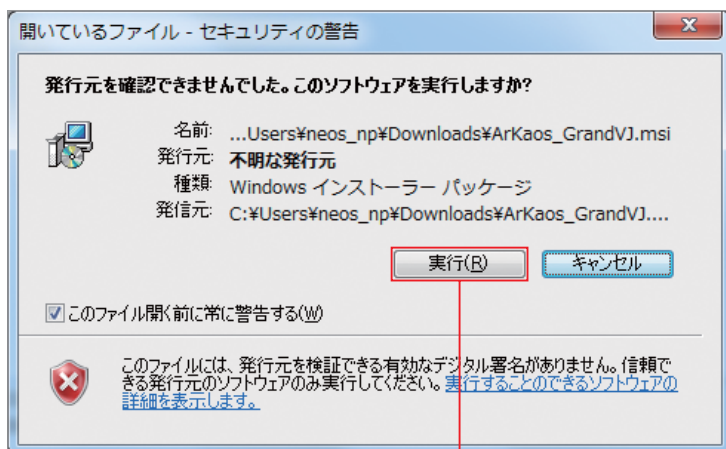 開いているファイル - セキュリティの警告
発行元を確認できませんでした。このソフトウェアを実行しますか?
名前: ...Users¥neos_np¥Downloads¥ArKaos_GrandVJ.msi
発行元: 不明な発行元
種類: Windows インストーラー パッケージ
発信元: C:¥Users¥neos_np¥Downloads¥ArKaos_GrandVJ....
実行(R) キャンセル
このファイル開く前に常に警告する(W)
このファイルには、発行元を検証できる有効なデジタル署名がありません。信頼で
きる発行元のソフトウェアのみ実行してください。実行することのできるソフトウェアの
詳細を表示します。